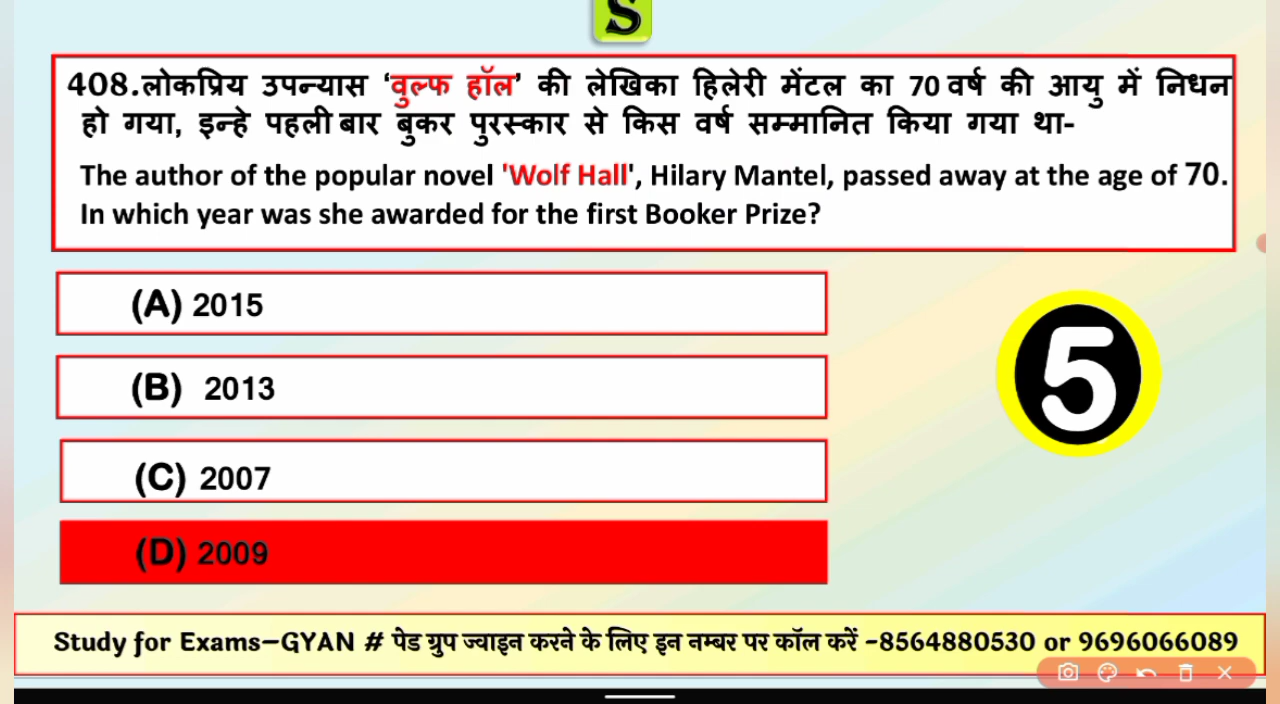 S
408.लोकप्रिय उपन्यास ‘वुल्फ हॉल’ की लेखिका हिलेरी मेंटल का 70 वर्ष की आयु में निधन
हो गया, इन्हे पहली बार बुकर पुरस्कार से किस वर्ष सम्मानित किया गया था-
The author of the popular novel 'Wolf Hall', Hilary Mantel, passed away at the age of 70.
In which year was she awarded for the first Booker Prize?
(A) 2015
(B) 2013
(C) 2007
(D) 2009
5
Study for Exams–GYAN # पेड ग्रुप ज्वाइन करने के लिए इन नम्बर पर कॉल करें –8564880530 or 9696066089